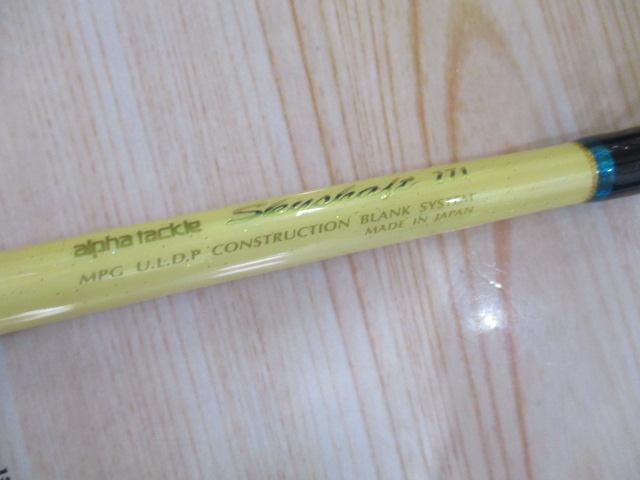 alpha tackle
MPG U.L.D.P CONSTRUCTION BLANK SYSTEM
MADE IN JAPAN